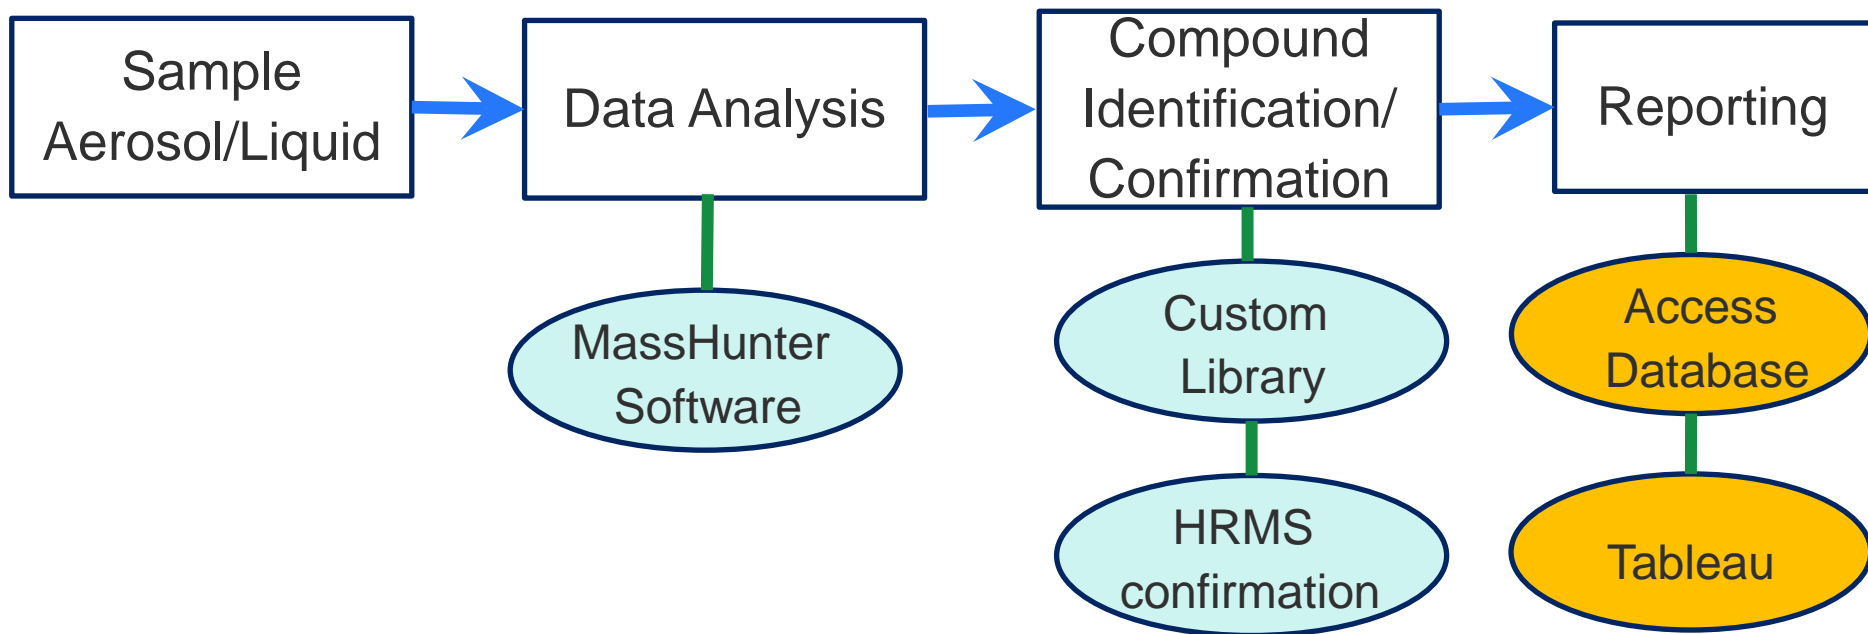 Sample
Aerosol/Liquid
Data Analysis
Compound
Identification/
Confirmation
Reporting
MassHunter
Software
Custom
Library
HRMS
confirmation
Access
Database
Tableau